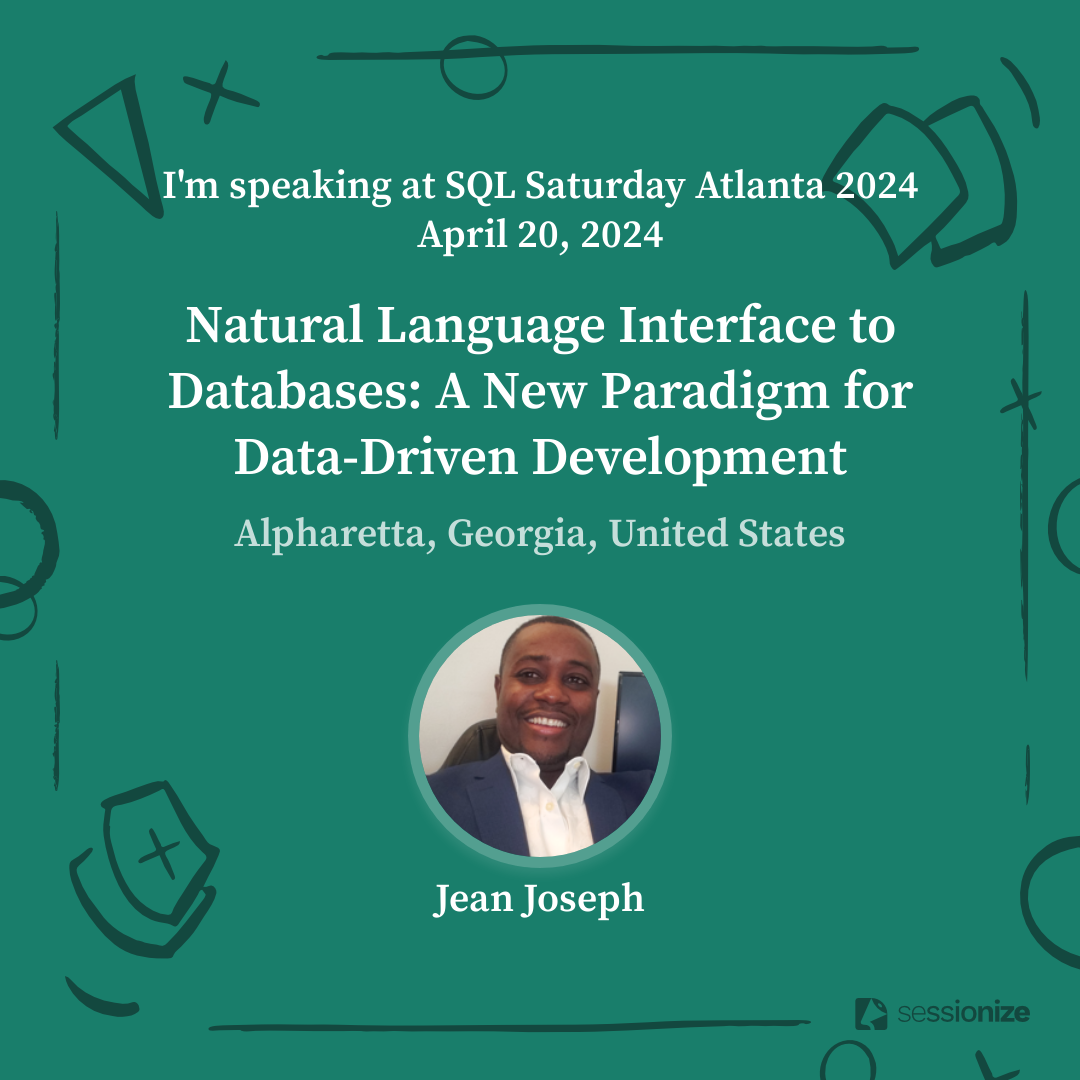 I'm speaking at SQL Saturday Atlanta 2024
April 20, 2024
Natural Language Interface to
Databases: A New Paradigm for
Data-Driven Development
Alpharetta, Georgia, United States
Jean Joseph
sessionize